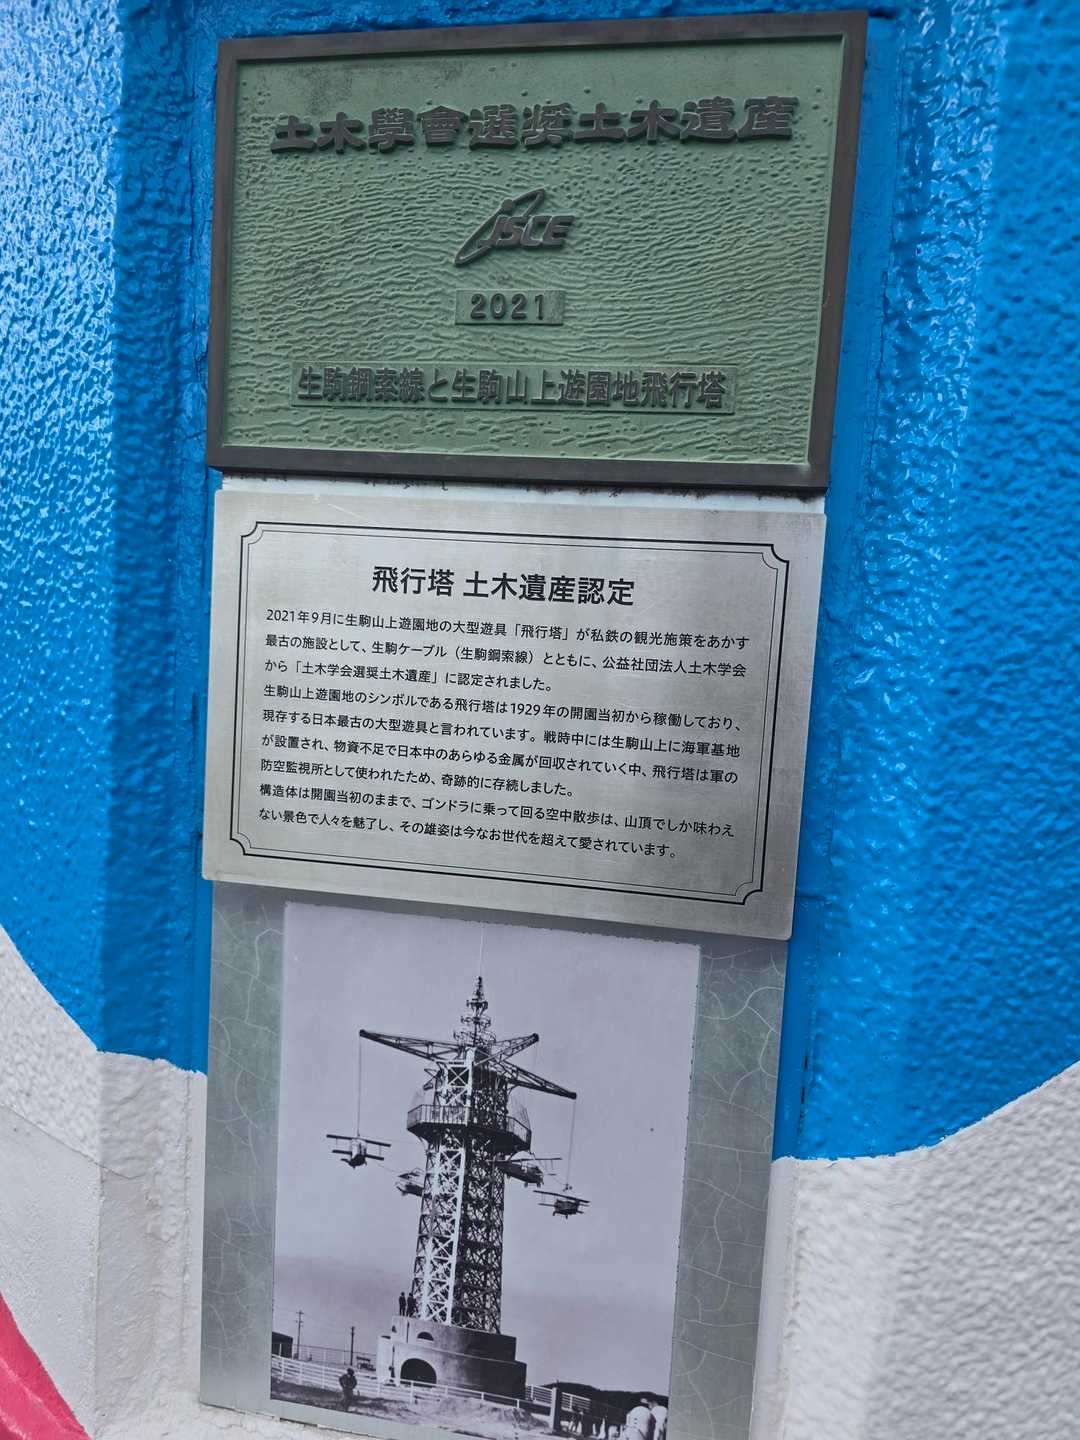 土木學會選奨土木遺産
JSCE
2021
生駒鋼索線と生駒山上遊園地飛行塔
飛行塔 土木遺産認定
2021年9月に生駒山上遊園地の大型遊具「飛行塔」が私鉄の観光施策をあかす
最古の施設として、生駒ケーブル（生駒鋼索線）とともに、公益社団法人土木学会
から「土木学会選奨土木遺産」に認定されました。
生駒山上遊園地のシンボルである飛行塔は1929年の開園当初から稼働しており、
現存する日本最古の大型遊具と言われています。戦時中には生駒山上に海軍基地
が設置され、物資不足で日本中のあらゆる金属が回収されていく中、飛行塔は軍の
防空監視所として使われたため、奇跡的に存続しました。
構造体は開園当初のままで、ゴンドラに乗って回る空中散歩は、山頂でしか味わえ
ない景色で人々を魅了し、その雄姿は今なお世代を超えて愛されています。